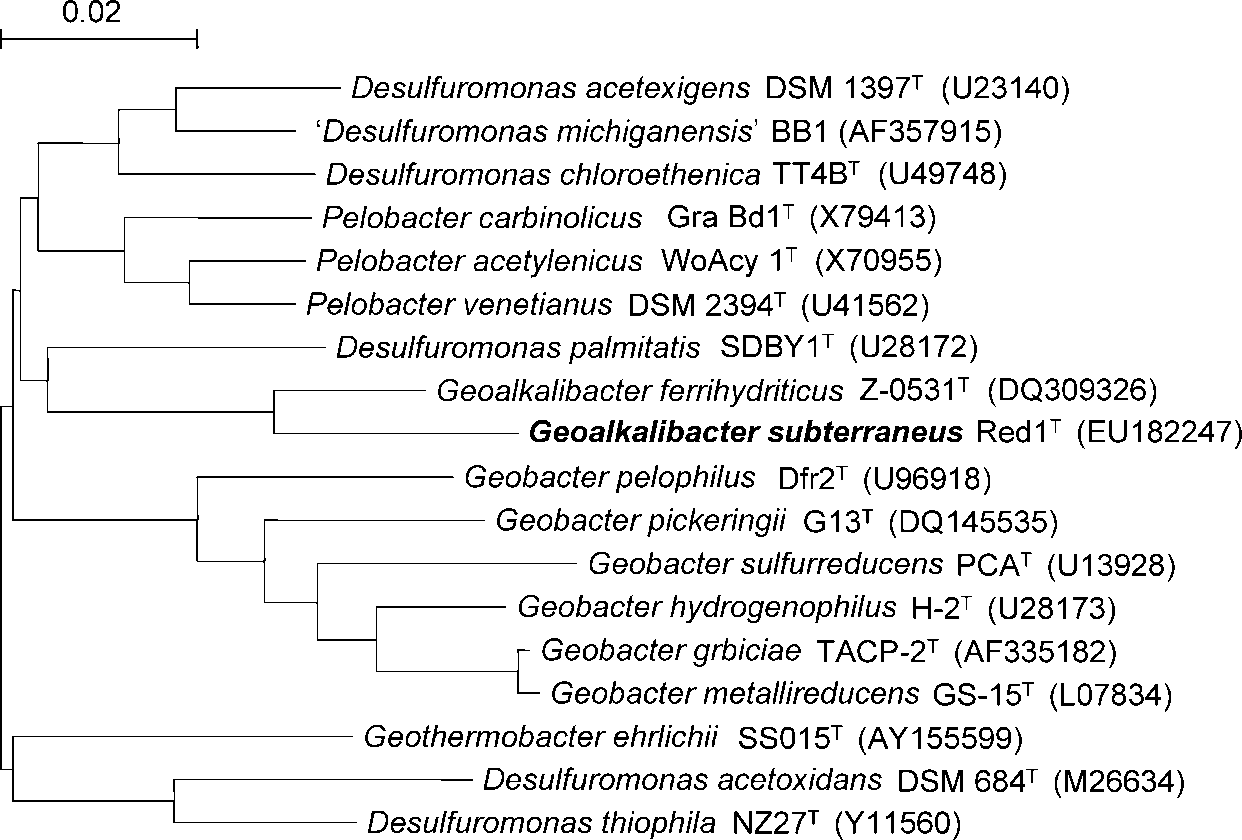 0.02
Desulfuromonas acetexigens DSM 1397ᵀ (U23140)
‘Desulfuromonas michiganensis’ BB1 (AF357915)
Desulfuromonas chloroethenica TT4Bᵀ (U49748)
Pelobacter carbinolicus Gra Bd1ᵀ (X79413)
Pelobacter acetylenicus WoAcy 1ᵀ (X70955)
Pelobacter venetianus DSM 2394ᵀ (U41562)
Desulfuromonas palmitatis SDBY1ᵀ (U28172)
Geoalkalibacter ferrihydriticus Z-0531ᵀ (DQ309326)
Geoalkalibacter subterraneus Red1ᵀ (EU182247)
Geobacter pelophilus Dfr2ᵀ (U96918)
Geobacter pickeringii G13ᵀ (DQ145535)
Geobacter sulfurreducens PCAᵀ (U13928)
Geobacter hydrogenophilus H-2ᵀ (U28173)
Geobacter grbiciae TACP-2ᵀ (AF335182)
Geobacter metallireducens GS-15ᵀ (L07834)
Geothermobacter ehrlichii SS015ᵀ (AY155599)
Desulfuromonas acetoxidans DSM 684ᵀ (M26634)
Desulfuromonas thiophila NZ27ᵀ (Y11560)